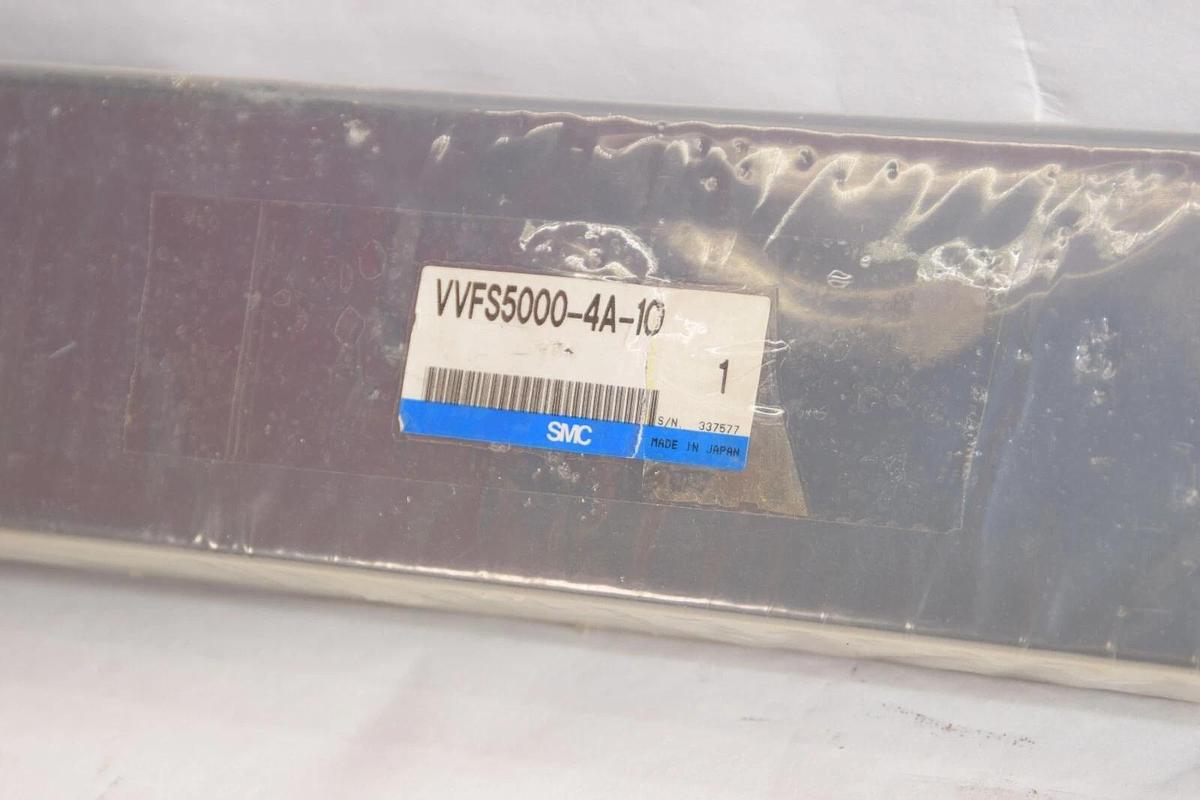 VVFS5000-4A-10
1
S/N 337577
SMC
MADE IN JAPAN